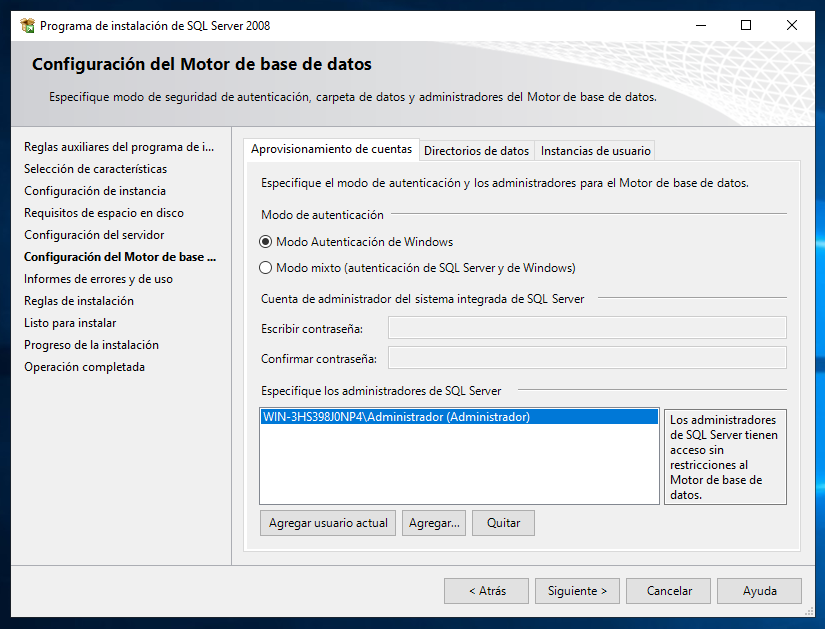 Programa de instalación de SQL Server 2008
Configuración del Motor de base de datos
Especifique modo de seguridad de autenticación, carpeta de datos y administradores del Motor de base de datos.
Reglas auxiliares del programa de i...
Selección de características
Configuración de instancia
Requisitos de espacio en disco
Configuración del servidor
Configuración del Motor de base ...
Informes de errores y de uso
Reglas de instalación
Listo para instalar
Progreso de la instalación
Operación completada
Aprovisionamiento de cuentas
Directorios de datos
Instancias de usuario
Especifique el modo de autenticación y los administradores para el Motor de base de datos.
Modo de autenticación
Modo Autenticación de Windows
Modo mixto (autenticación de SQL Server y de Windows)
Cuenta de administrador del sistema integrada de SQL Server
Escribir contraseña:
Confirmar contraseña:
Especifique los administradores de SQL Server
WIN-3HS398J0NP4\Administrador (Administrador)
Los administradores
de SQL Server tienen
acceso sin
restricciones al
Motor de base de
datos.
Agregar usuario actual
Agregar...
Quitar
< Atrás
Siguiente >
Cancelar
Ayuda